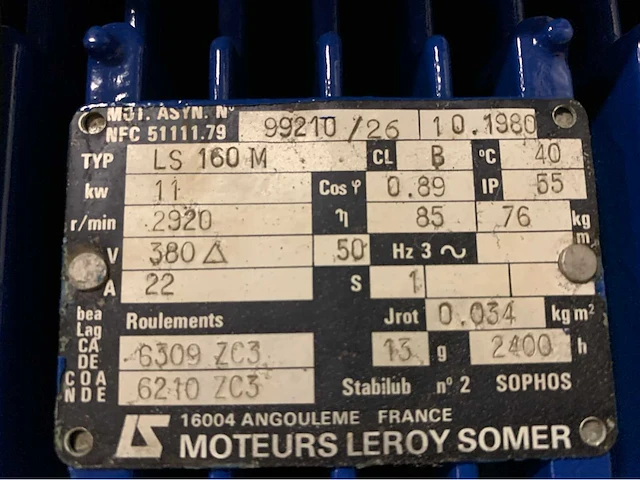 MOT. ASYN. N° 99210 / 26 10.1980
NFC 51111.79
TYP LS 160 M CL B °C 40
kw 11 Cos φ 0.89 IP 55
r/min 2920 η 85 76 kg m
V 380 Δ 50 Hz 3 ~
A 22 S 1
bea Lag Roulements Jrot 0.034 kg m²
CA DE 6309 ZC3 13 g 2400 h
COA NDE 6210 ZC3 Stabilub n° 2 SOPHOS
LS 16004 ANGOULEME FRANCE
MOTEURS LEROY SOMER